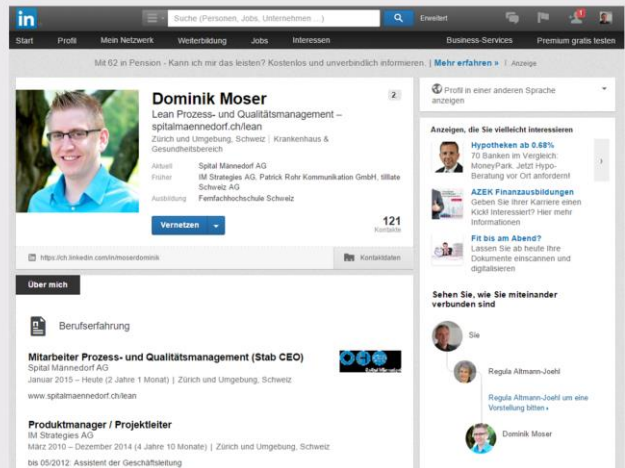 in
Suche (Personen, Jobs, Unternehmen ...)
Erweitert
1
Start Profil Mein Netzwerk Weiterbildung Jobs Interessen Business-Services Premium gratis testen
Mit 62 in Pension - Kann ich mir das leisten? Kostenlos und unverbindlich informieren. | Mehr erfahren » | Anzeige
Dominik Moser
2.
Lean Prozess- und Qualitätsmanagement –
spitalmaennedorf.ch/lean
Zürich und Umgebung, Schweiz | Krankenhaus &
Gesundheitsbereich
Aktuell Spital Männedorf AG
Früher IM Strategies AG, Patrick Rohr Kommunikation GmbH, tilllate
Schweiz AG
Ausbildung Fernfachhochschule Schweiz
Vernetzen
121
Kontakte
https://ch.linkedin.com/in/moserdominik
Kontaktdaten
Über mich
Berufserfahrung
Mitarbeiter Prozess- und Qualitätsmanagement (Stab CEO)
Spital Männedorf AG
Januar 2015 – Heute (2 Jahre 1 Monat) | Zürich und Umgebung, Schweiz
www.spitalmaennedorf.ch/lean
Produktmanager / Projektleiter
IM Strategies AG
März 2010 – Dezember 2014 (4 Jahre 10 Monate) | Zürich und Umgebung, Schweiz
bis 05/2012: Assistent der Geschäftsleitung
Profil in einer anderen Sprache
anzeigen
Anzeigen, die Sie vielleicht interessieren
Hypotheken ab 0.68%
70 Banken im Vergleich:
MoneyPark. Jetzt Hypo-
Beratung vor Ort anfordern!
AZEK Finanzausbildungen
Geben Sie Ihrer Karriere einen
Kick! Interessiert? Hier mehr
Informationen
Fit bis am Abend?
Lassen Sie ab heute Ihre
Dokumente einscannen und
digitalisieren
Sehen Sie, wie Sie miteinander
verbunden sind
Sie
Regula Altmann-Joehl
Regula Altmann-Joehl um eine
Vorstellung bitten
Dominik Moser